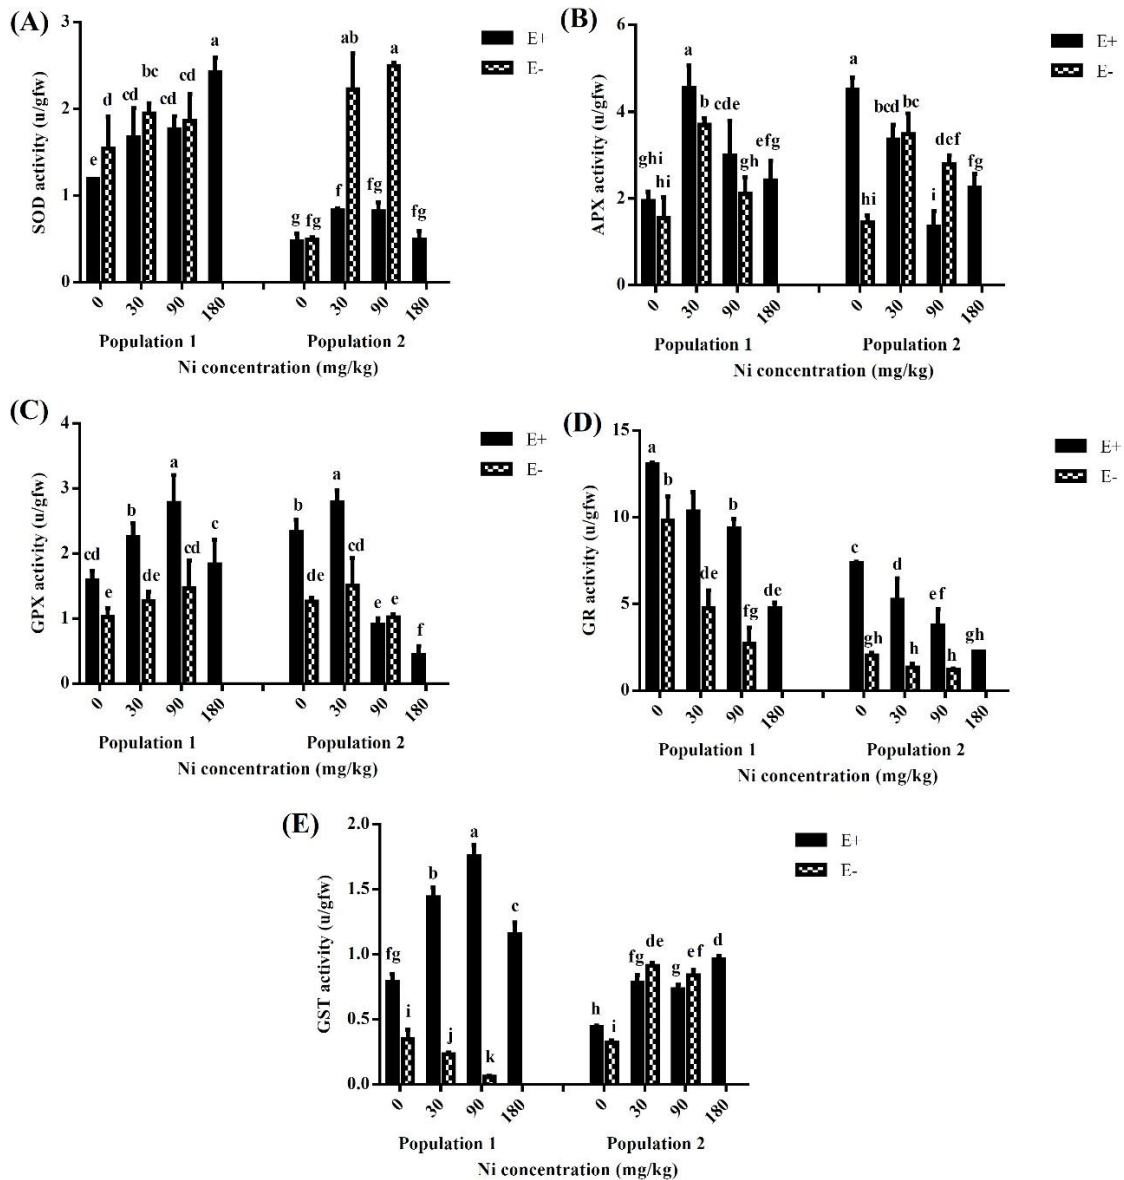 (A)
3
2
1
0
SOD activity (u/gfw)
e d cd bc cd cd a
g fg f ab fg a fg
0 30 90 180 0 30 90 180
Population 1 Population 2
Ni concentration (mg/kg)
E+
E-
(B)
6
4
2
0
APX activity (u/gfw)
ghi hi a b cde gh efg
a hi bcd bc i def fg
0 30 90 180 0 30 90 180
Population 1 Population 2
Ni concentration (mg/kg)
E+
E-
(C)
4
3
2
1
0
GPX activity (u/gfw)
cd e b de a cd c
b de a cd e e f
0 30 90 180 0 30 90 180
Population 1 Population 2
Ni concentration (mg/kg)
E+
E-
(D)
15
10
5
0
GR activity (u/gfw)
a b de b fg de
c gh d h ef h gh
0 30 90 180 0 30 90 180
Population 1 Population 2
Ni concentration (mg/kg)
E+
E-
(E)
2.0
1.5
1.0
0.5
0.0
GST activity (u/gfw)
fg i b j a k c
h i fg de g ef d
0 30 90 180 0 30 90 180
Population 1 Population 2
Ni concentration (mg/kg)
E+
E-